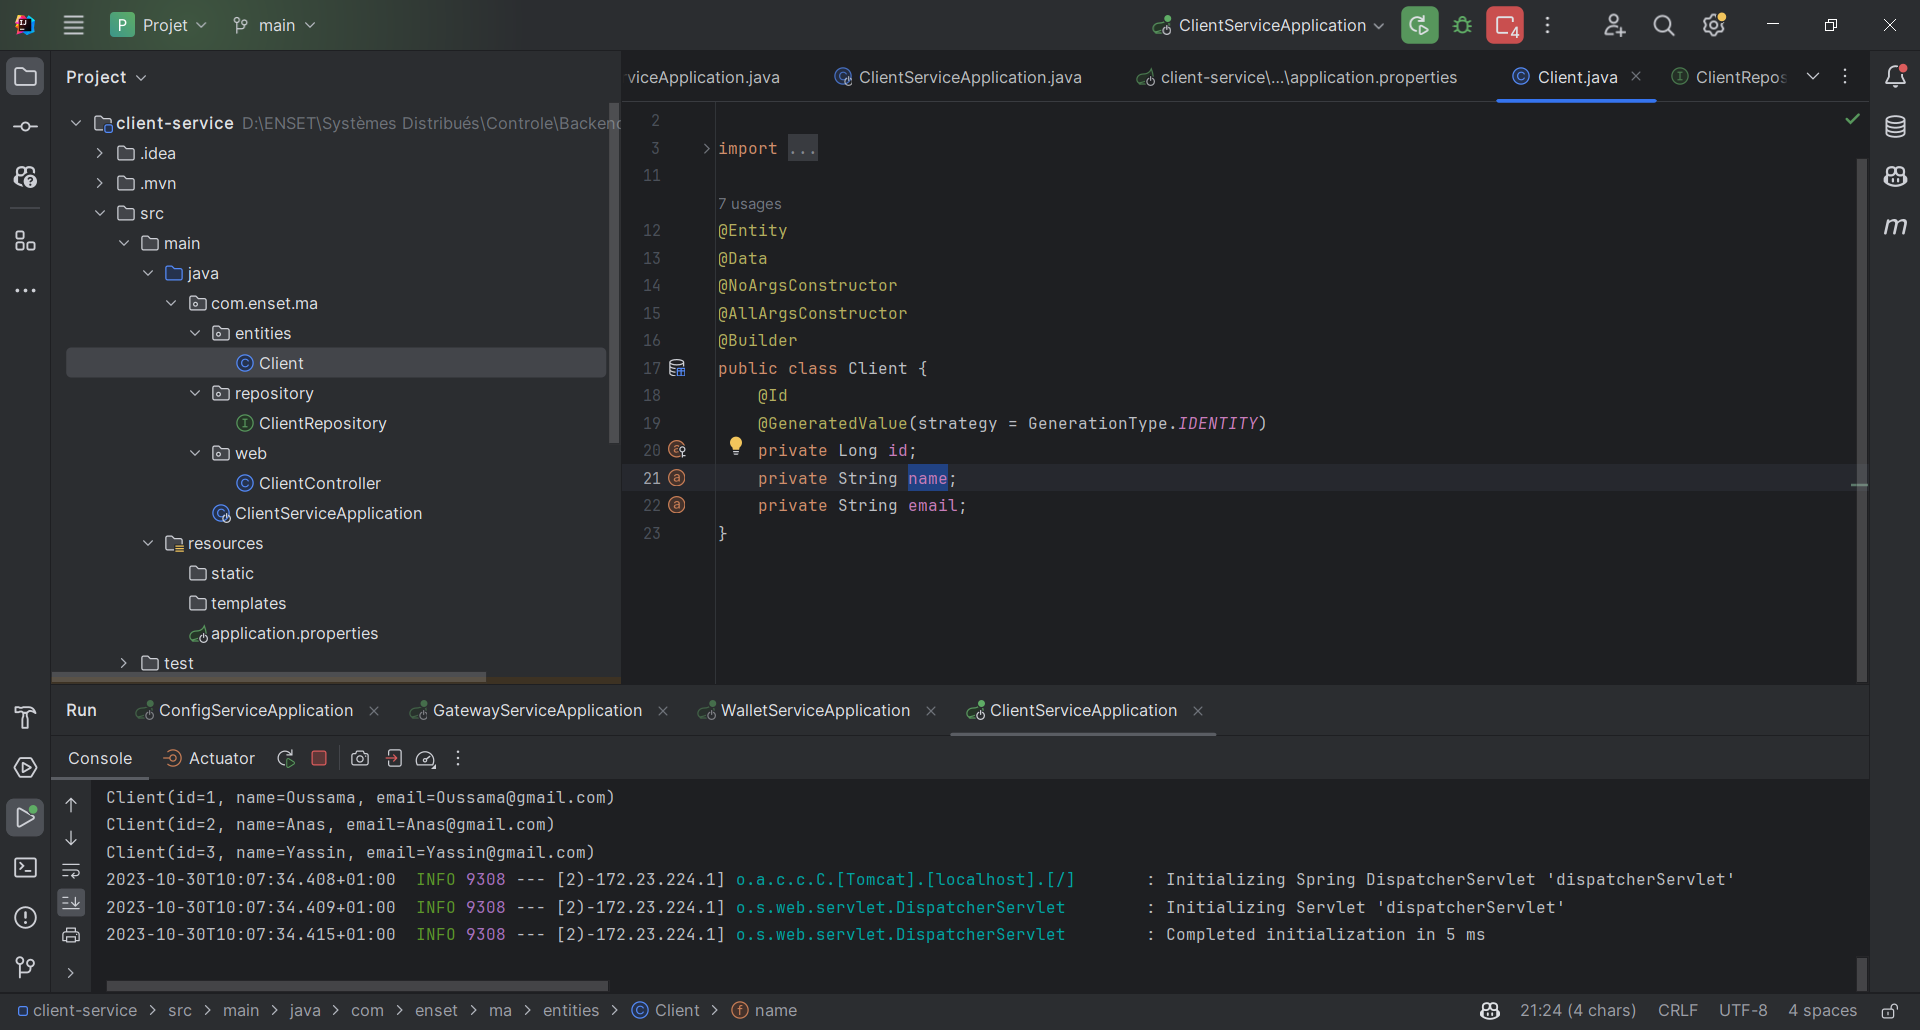 P Projet main ClientServiceApplication 4
Project
client-service D:\ENSET\Systèmes Distribués\Controle\Backend
.idea
.mvn
src
main
java
com.enset.ma
entities
Client
repository
ClientRepository
web
ClientController
ClientServiceApplication
resources
static
templates
application.properties
test
viceApplication.java ClientServiceApplication.java client-service\...\application.properties Client.java ClientRepos
2
3 import ...
11
7 usages
12 @Entity
13 @Data
14 @NoArgsConstructor
15 @AllArgsConstructor
16 @Builder
17 public class Client {
18 @Id
19 @GeneratedValue(strategy = GenerationType.IDENTITY)
20 private Long id;
21 private String name;
22 private String email;
23 }
m
Run ConfigServiceApplication GatewayServiceApplication WalletServiceApplication ClientServiceApplication
Console Actuator
Client(id=1, name=Oussama, email=Oussama@gmail.com)
Client(id=2, name=Anas, email=Anas@gmail.com)
Client(id=3, name=Yassin, email=Yassin@gmail.com)
2023-10-30T10:07:34.408+01:00 INFO 9308 --- [2)-172.23.224.1] o.a.c.c.C.[Tomcat].[localhost].[/] : Initializing Spring DispatcherServlet 'dispatcherServlet'
2023-10-30T10:07:34.409+01:00 INFO 9308 --- [2)-172.23.224.1] o.s.web.servlet.DispatcherServlet : Initializing Servlet 'dispatcherServlet'
2023-10-30T10:07:34.415+01:00 INFO 9308 --- [2)-172.23.224.1] o.s.web.servlet.DispatcherServlet : Completed initialization in 5 ms
client-service > src > main > java > com > enset > ma > entities > Client > name 21:24 (4 chars) CRLF UTF-8 4 spaces